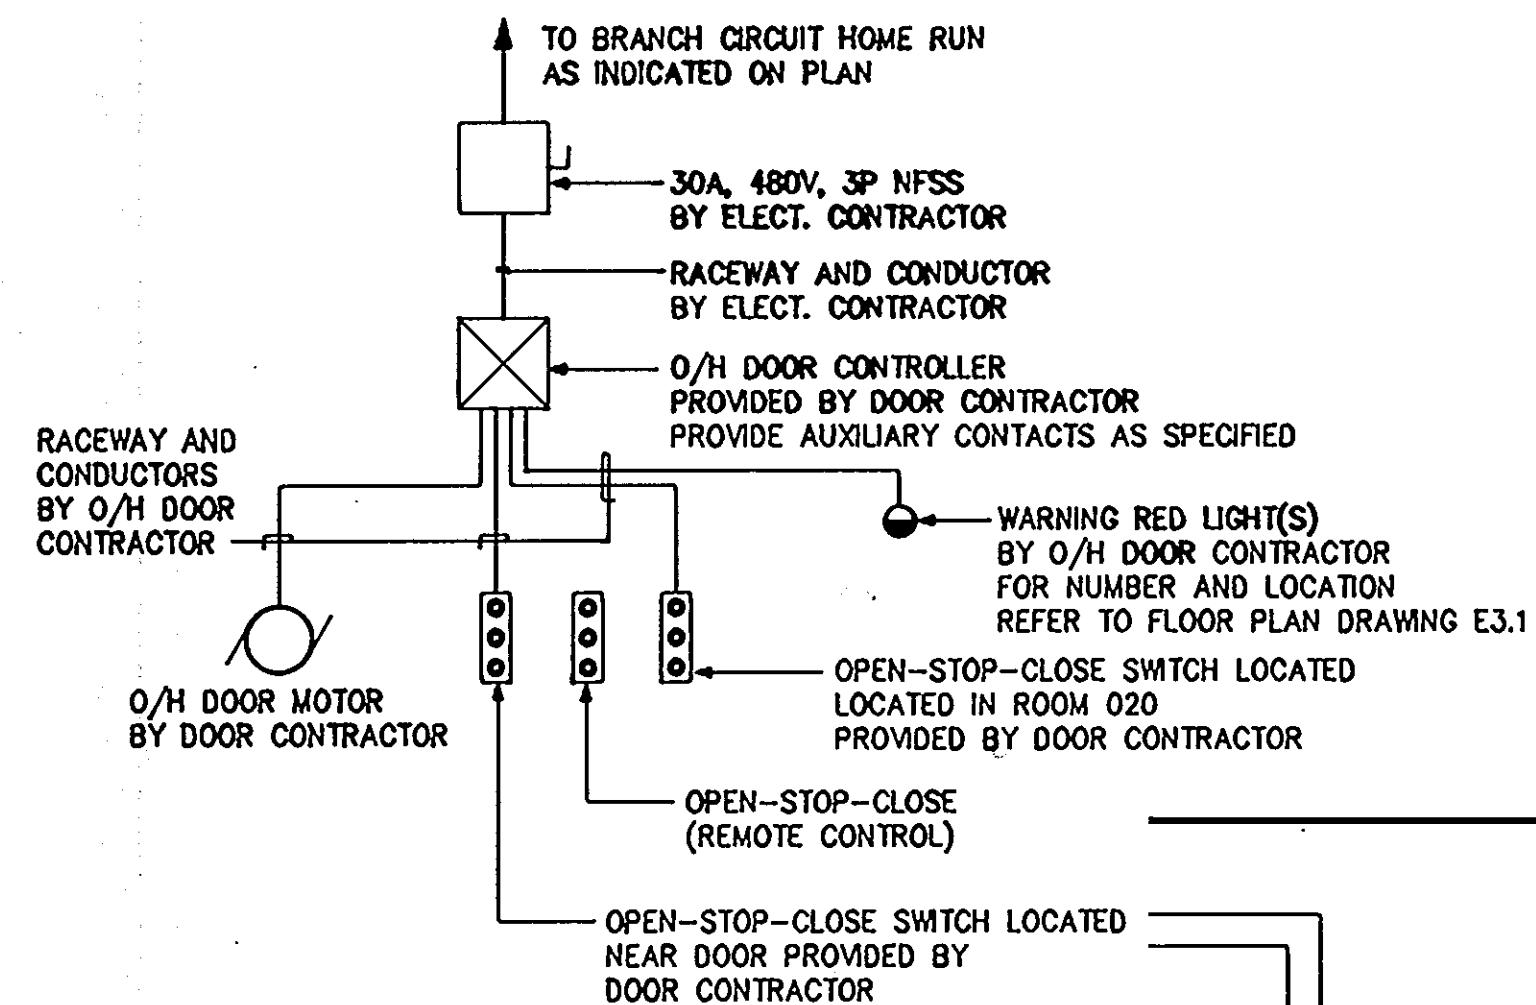 TO BRANCH CIRCUIT HOME RUN
AS INDICATED ON PLAN
30A, 480V, 3P NFSS
BY ELECT. CONTRACTOR
RACEWAY AND CONDUCTOR
BY ELECT. CONTRACTOR
O/H DOOR CONTROLLER
PROVIDED BY DOOR CONTRACTOR
PROVIDE AUXILIARY CONTACTS AS SPECIFIED
RACEWAY AND
CONDUCTORS
BY O/H DOOR
CONTRACTOR
WARNING RED LIGHT(S)
BY O/H DOOR CONTRACTOR
FOR NUMBER AND LOCATION
REFER TO FLOOR PLAN DRAWING E3.1
O/H DOOR MOTOR
BY DOOR CONTRACTOR
OPEN-STOP-CLOSE SWITCH LOCATED
LOCATED IN ROOM 020
PROVIDED BY DOOR CONTRACTOR
OPEN-STOP-CLOSE
(REMOTE CONTROL)
OPEN-STOP-CLOSE SWITCH LOCATED
NEAR DOOR PROVIDED BY
DOOR CONTRACTOR